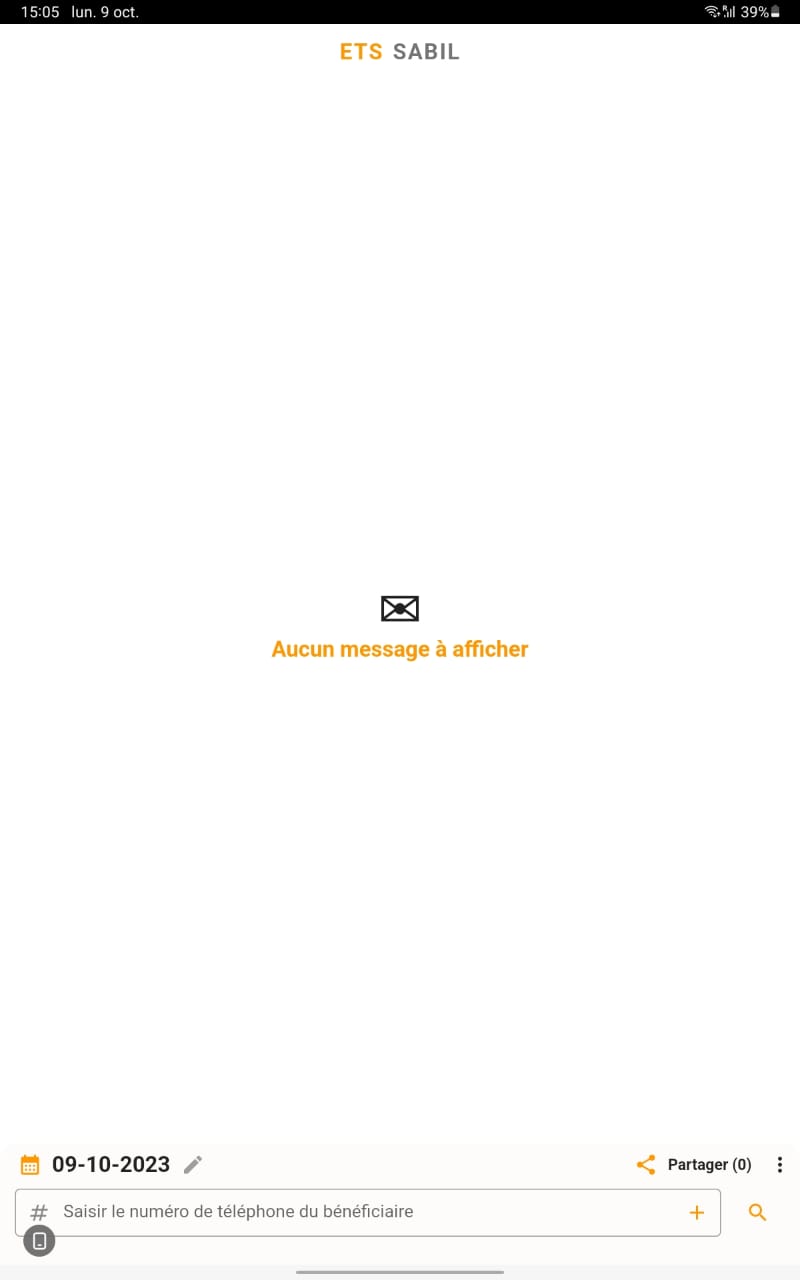 15:05 lun. 9 oct. 39%
ETS SABIL
Aucun message à afficher
09-10-2023 Partager (0)
# Saisir le numéro de téléphone du bénéficiaire +